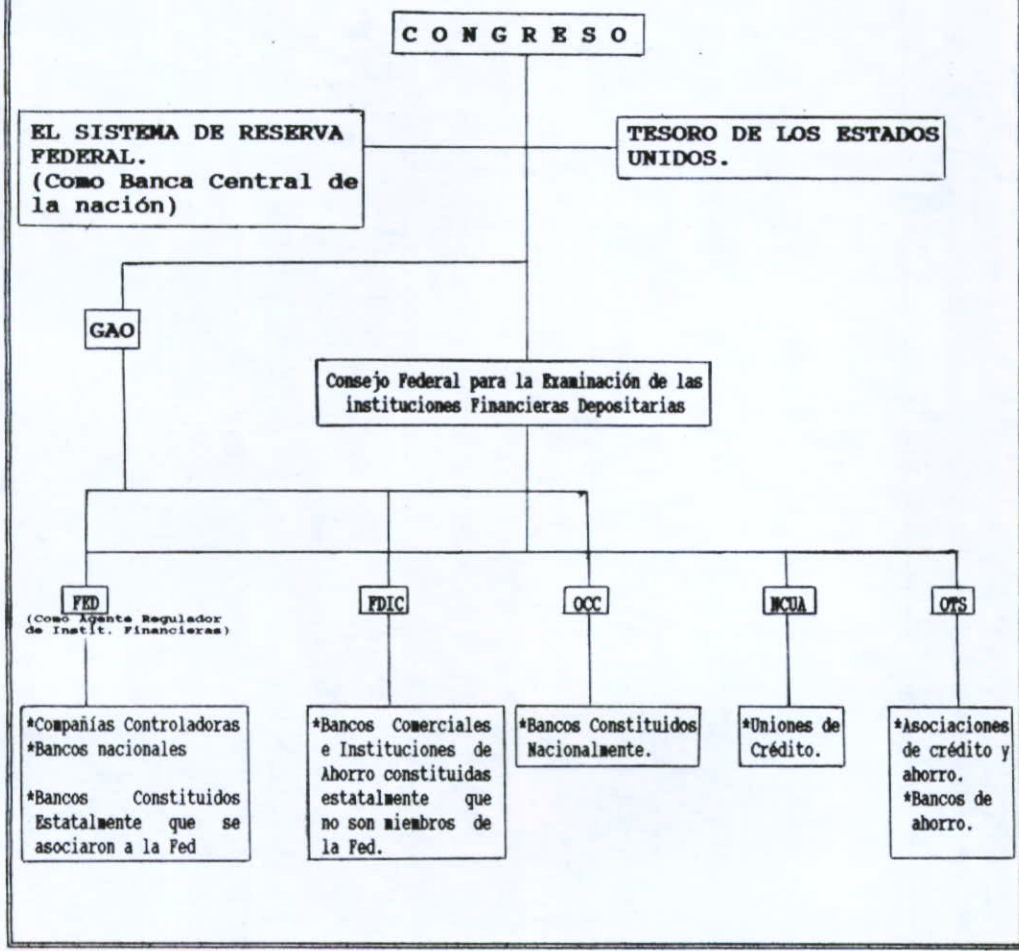 CONGRESO
EL SISTEMA DE RESERVA
FEDERAL.
(Como Banca Central de
la nación)
TESORO DE LOS ESTADOS
UNIDOS.
GAO
Consejo Federal para la Examinación de las
instituciones Financieras Depositarias
FED
(Como Agente Regulador
de Instit. Financieras)
FDIC
OCC
NCUA
OTS
*Compañías Controladoras
*Bancos nacionales
*Bancos Constituidos
Estatalmente que se
asociaron a la Fed
*Bancos Comerciales
e Instituciones de
Ahorro constituidas
estatalmente que
no son miembros de
la Fed.
*Bancos Constituidos
Nacionalmente.
*Uniones de
Crédito.
*Asociaciones
de crédito y
ahorro.
*Bancos de
ahorro.